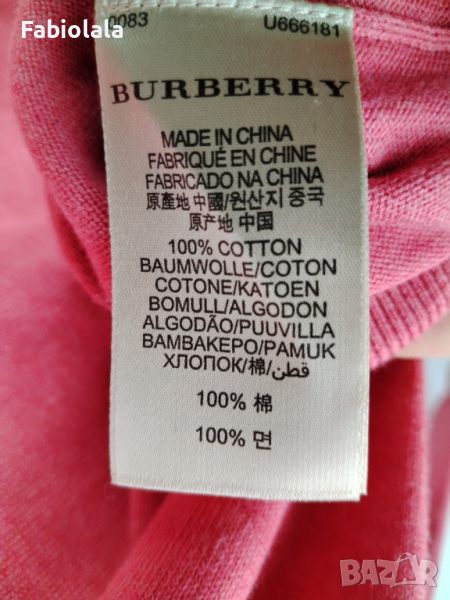 Fabiolala
0083 U666181
BURBERRY
MADE IN CHINA
FABRIQUÉ EN CHINE
FABRICADO NA CHINA
原產地 中國/원산지 중국
原产地 中国
100% COTTON
BAUMWOLLE/COTON
COTONE/KATOEN
BOMULL/ALGODON
ALGODÃO/PUUVILLA
BAMBAKEPO/PAMUK
ХЛОПОК/棉/قطن
100% 棉
100% 면
BAZAR